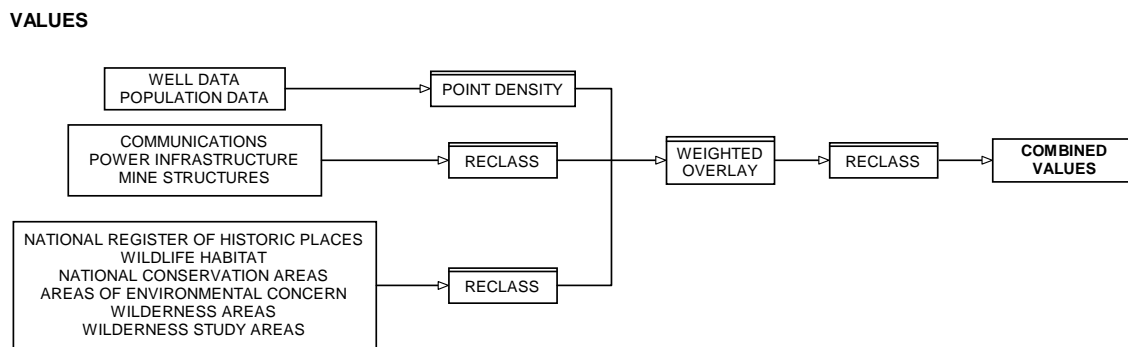 VALUES
WELL DATA
POPULATION DATA
POINT DENSITY
COMMUNICATIONS
POWER INFRASTRUCTURE
MINE STRUCTURES
RECLASS
WEIGHTED
OVERLAY
RECLASS
COMBINED
VALUES
NATIONAL REGISTER OF HISTORIC PLACES
WILDLIFE HABITAT
NATIONAL CONSERVATION AREAS
AREAS OF ENVIRONMENTAL CONCERN
WILDERNESS AREAS
WILDERNESS STUDY AREAS
RECLASS